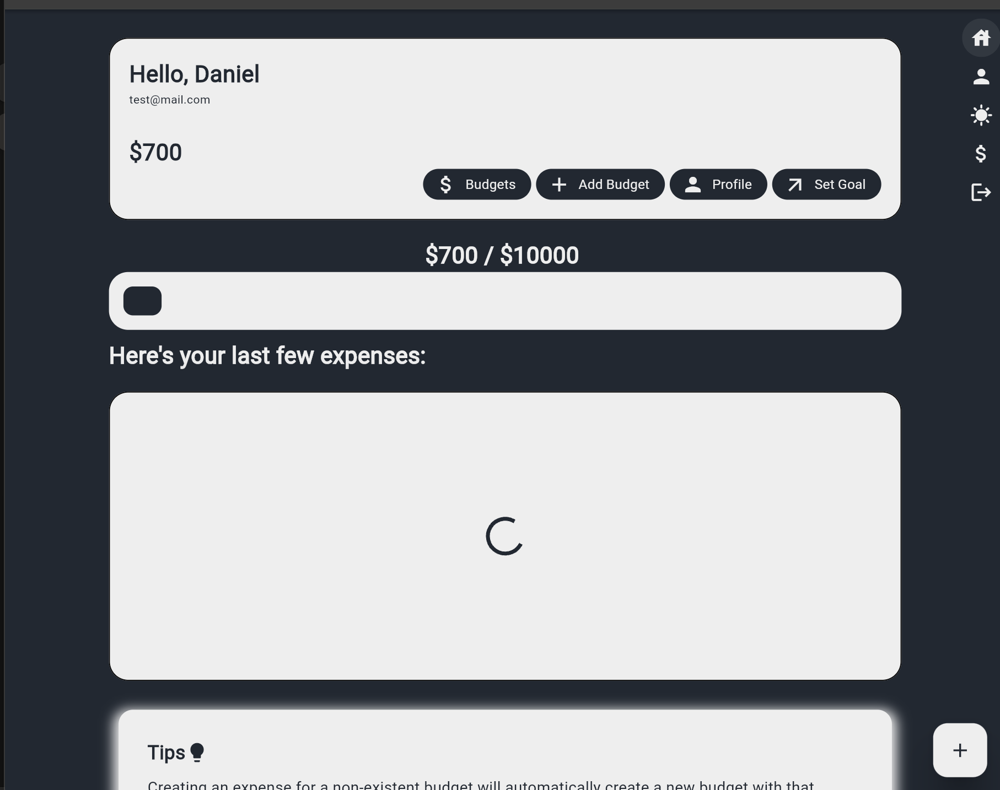 Hello, Daniel
test@mail.com
$700
Budgets
Add Budget
Profile
Set Goal
$700 / $10000
Here's your last few expenses:
Tips
Creating an expense for a non-existent budget will automatically create a new budget with that